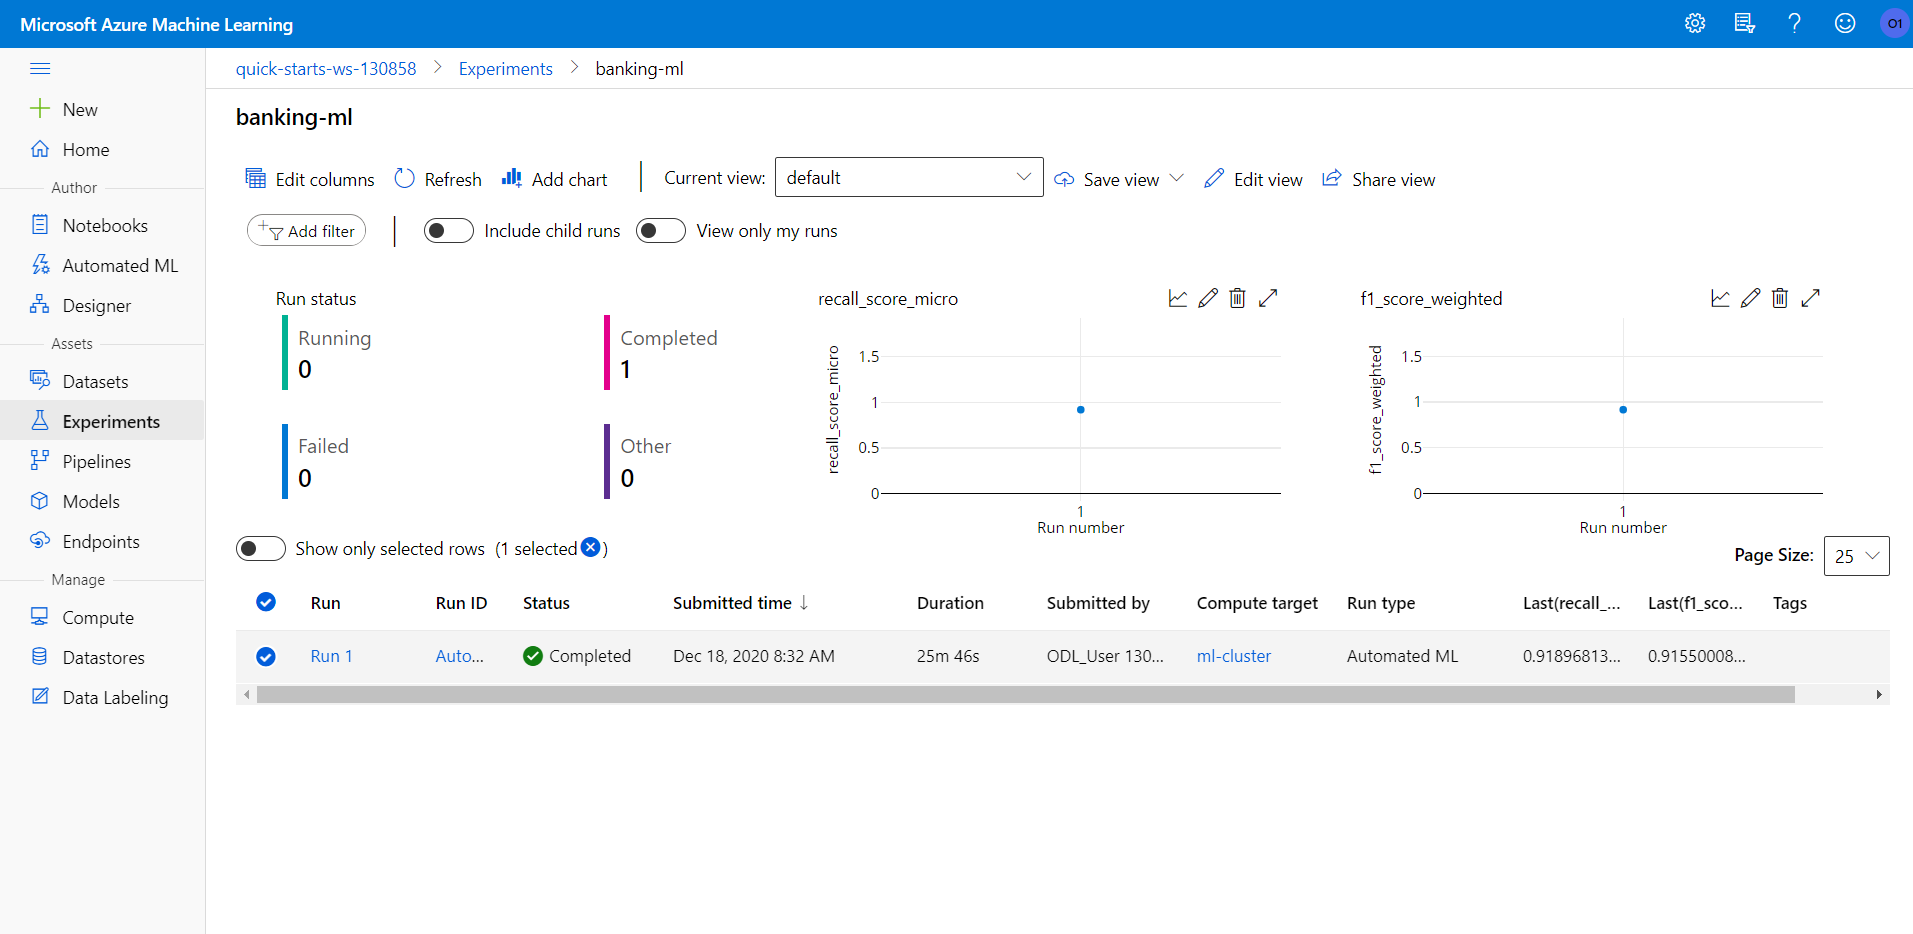 Microsoft Azure Machine Learning
O1
quick-starts-ws-130858 > Experiments > banking-ml
New
Home
Author
Notebooks
Automated ML
Designer
Assets
Datasets
Experiments
Pipelines
Models
Endpoints
Manage
Compute
Datastores
Data Labeling
banking-ml
Edit columns Refresh Add chart Current view: default Save view Edit view Share view
Add filter Include child runs View only my runs
Run status
Running
0
Completed
1
Failed
0
Other
0
recall_score_micro
recall_score_micro
1.5
1
0.5
0
1
Run number
f1_score_weighted
f1_score_weighted
1.5
1
0.5
0
1
Run number
Show only selected rows (1 selected )
Page Size: 25
Run Run ID Status Submitted time ↓ Duration Submitted by Compute target Run type Last(recall_... Last(f1_sco... Tags
Run 1 Auto... Completed Dec 18, 2020 8:32 AM 25m 46s ODL_User 130... ml-cluster Automated ML 0.91896813... 0.91550008...